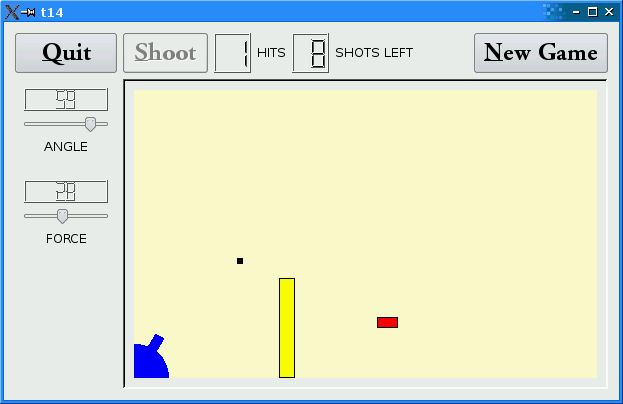 t14
Quit Shoot 1 HITS 8 SHOTS LEFT New Game
59
ANGLE
28
FORCE